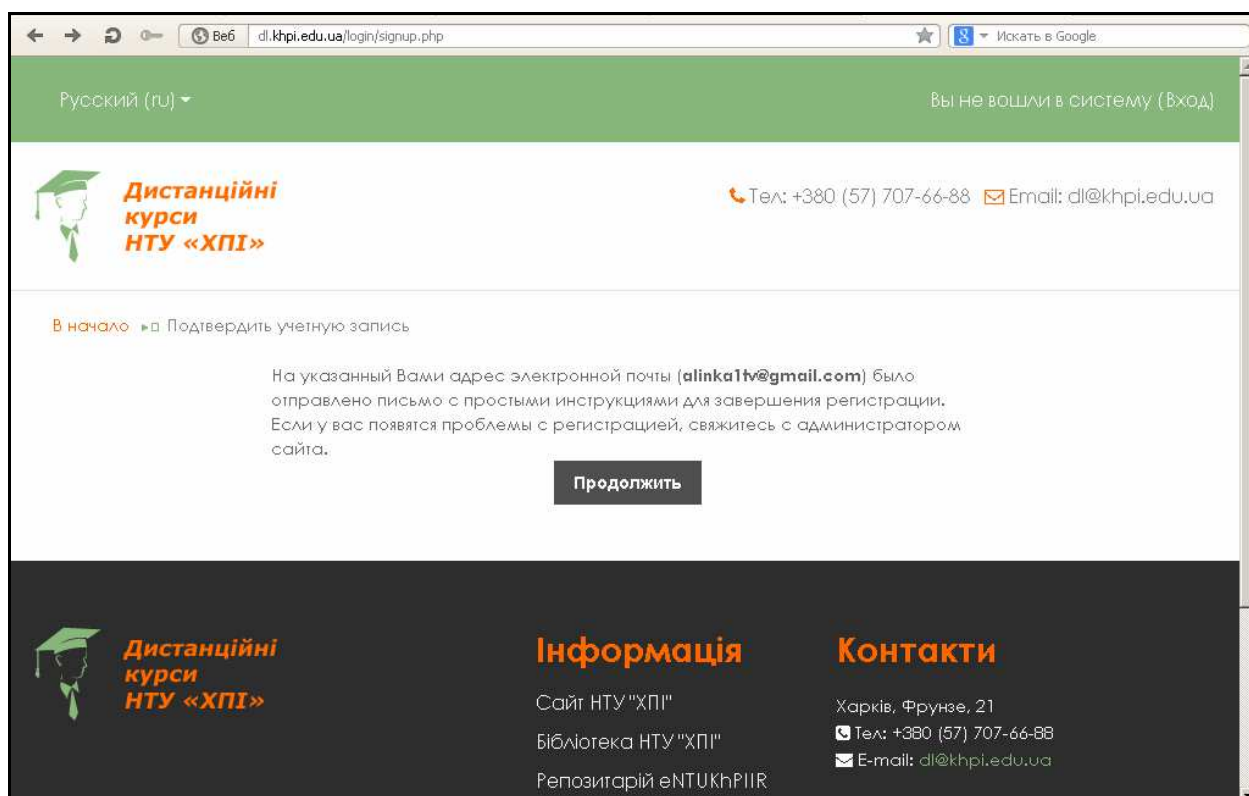 Веб dl.khpi.edu.ua/login/signup.php Искать в Google
Русский (ru) Вы не вошли в систему (Вход)
Дистанційні
курси
НТУ «ХПІ»
Тел: +380 (57) 707-66-88 Email: dl@khpi.edu.ua
В начало Подтвердить учетную запись
На указанный Вами адрес электронной почты (alinka1tv@gmail.com) было
отправлено письмо с простыми инструкциями для завершения регистрации.
Если у вас появятся проблемы с регистрацией, свяжитесь с администратором
сайта.
Продолжить
Дистанційні
курси
НТУ «ХПІ»
Інформація
Сайт НТУ "ХПІ"
Бібліотека НТУ "ХПІ"
Репозитарій eNTUKhPIIR
Контакти
Харків, Фрунзе, 21
Тел: +380 (57) 707-66-88
E-mail: dl@khpi.edu.ua